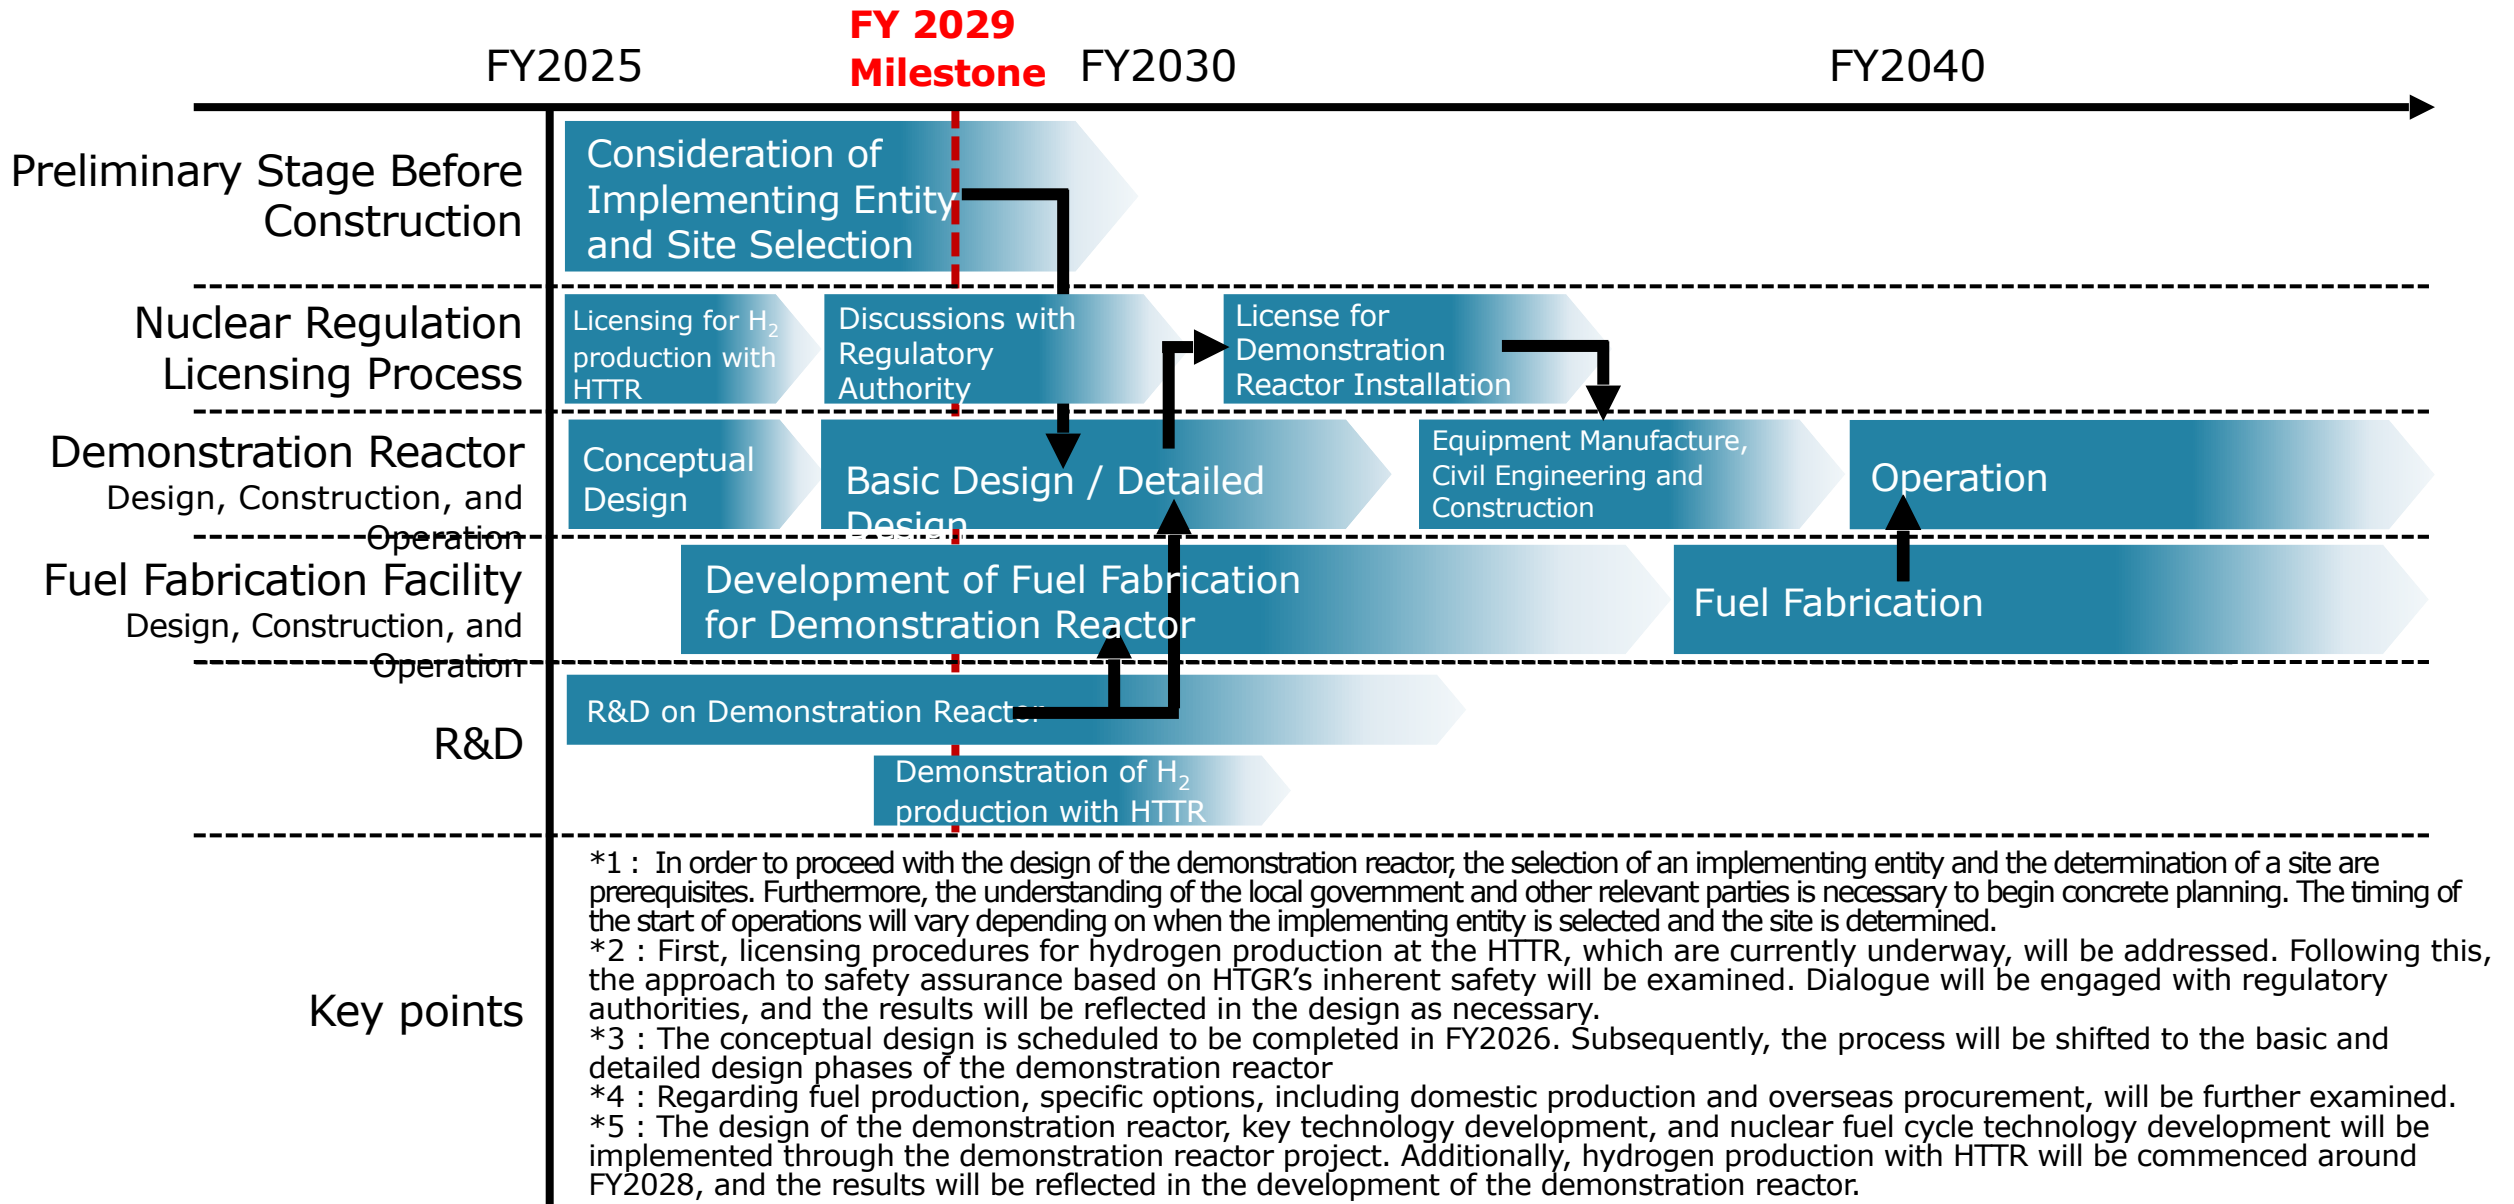 FY 2029
Milestone
FY2025
FY2030
FY2040
Preliminary Stage Before
Construction
Consideration of
Implementing Entity
and Site Selection
Nuclear Regulation
Licensing Process
Licensing for H₂
production with
HTTR
Discussions with
Regulatory
Authority
License for
Demonstration
Reactor Installation
Demonstration Reactor
Design, Construction, and
Operation
Conceptual
Design
Basic Design / Detailed
Design
Equipment Manufacture,
Civil Engineering and
Construction
Operation
Fuel Fabrication Facility
Design, Construction, and
Operation
Development of Fuel Fabrication
for Demonstration Reactor
Fuel Fabrication
R&D
R&D on Demonstration Reactor
Demonstration of H₂
production with HTTR
Key points
*1 : In order to proceed with the design of the demonstration reactor, the selection of an implementing entity and the determination of a site are
prerequisites. Furthermore, the understanding of the local government and other relevant parties is necessary to begin concrete planning. The timing of
the start of operations will vary depending on when the implementing entity is selected and the site is determined.
*2 : First, licensing procedures for hydrogen production at the HTTR, which are currently underway, will be addressed. Following this,
the approach to safety assurance based on HTGR’s inherent safety will be examined. Dialogue will be engaged with regulatory
authorities, and the results will be reflected in the design as necessary.
*3 : The conceptual design is scheduled to be completed in FY2026. Subsequently, the process will be shifted to the basic and
detailed design phases of the demonstration reactor
*4 : Regarding fuel production, specific options, including domestic production and overseas procurement, will be further examined.
*5 : The design of the demonstration reactor, key technology development, and nuclear fuel cycle technology development will be
implemented through the demonstration reactor project. Additionally, hydrogen production with HTTR will be commenced around
FY2028, and the results will be reflected in the development of the demonstration reactor.